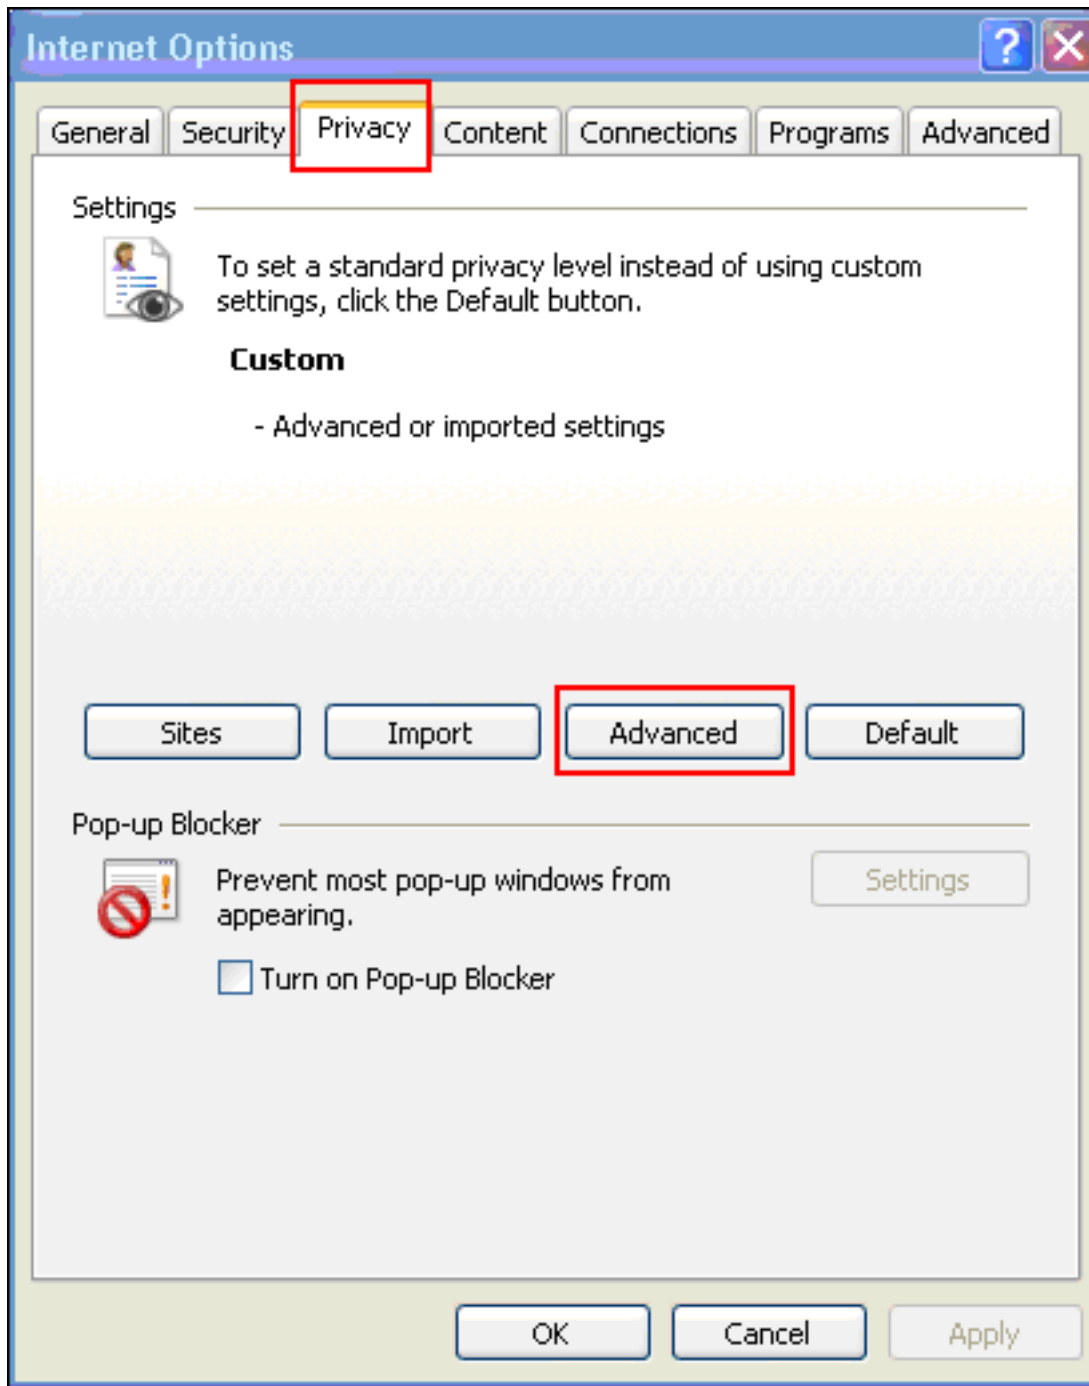 Internet Options
General Security Privacy Content Connections Programs Advanced
Settings
To set a standard privacy level instead of using custom
settings, click the Default button.
Custom
- Advanced or imported settings
Sites Import Advanced Default
Pop-up Blocker
Prevent most pop-up windows from
appearing.
Settings
Turn on Pop-up Blocker
OK Cancel Apply